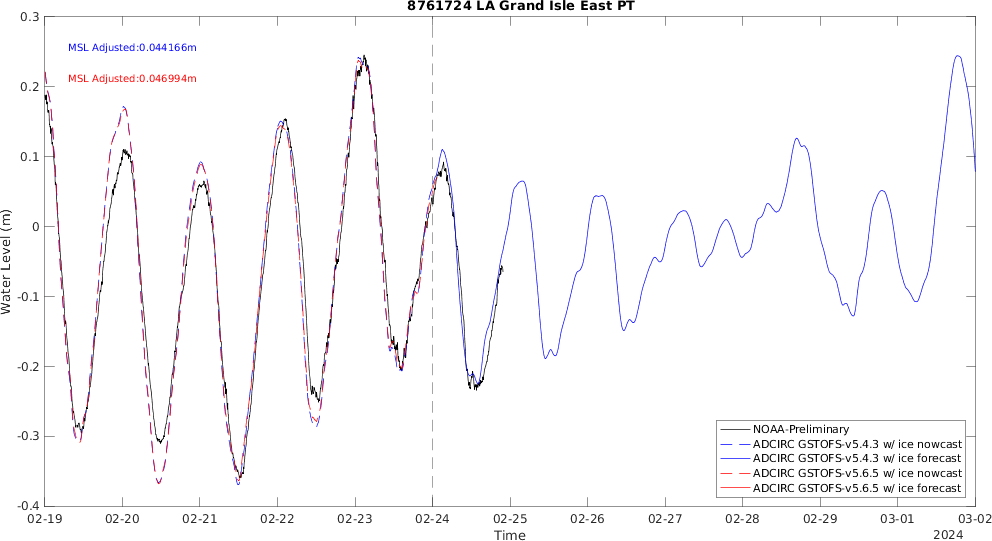 8761724 LA Grand Isle East PT
MSL Adjusted:0.044166m
MSL Adjusted:0.046994m
Water Level (m)
0.3
0.2
0.1
0
-0.1
-0.2
-0.3
-0.4
NOAA-Preliminary
ADCIRC GSTOFS-v5.4.3 w/ ice nowcast
ADCIRC GSTOFS-v5.4.3 w/ ice forecast
ADCIRC GSTOFS-v5.6.5 w/ ice nowcast
ADCIRC GSTOFS-v5.6.5 w/ ice forecast
02-19 02-20 02-21 02-22 02-23 02-24 02-25 02-26 02-27 02-28 02-29 03-01 03-02
Time
2024